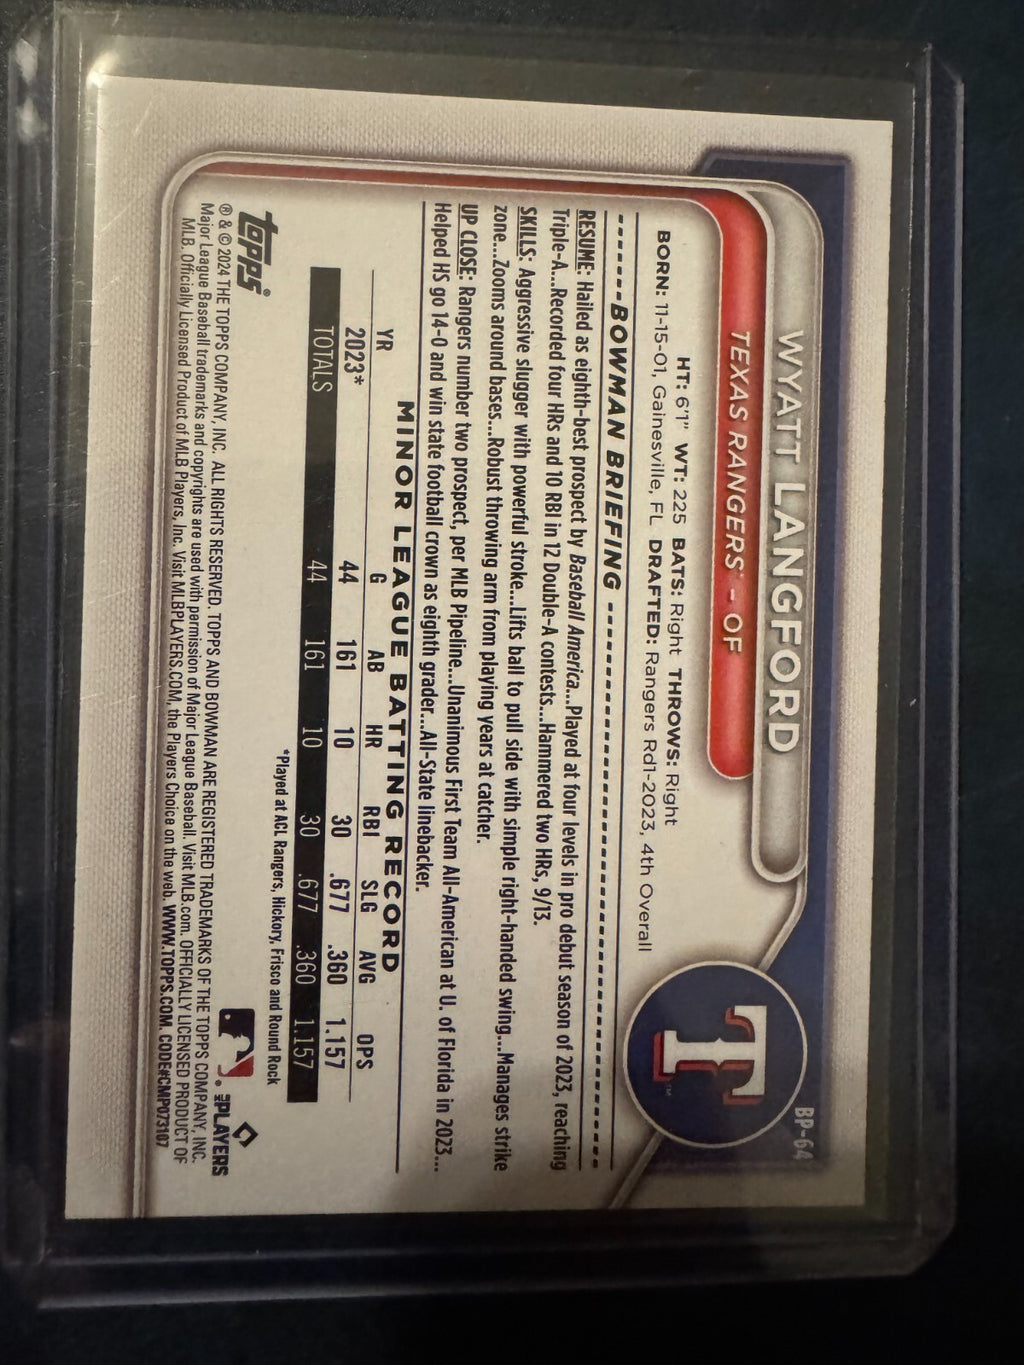 BP-64
WYATT LANGFORD
TEXAS RANGERS® - OF
T™
HT: 6'1" WT: 225 BATS: Right THROWS: Right
BORN: 11-15-01, Gainesville, FL DRAFTED: Rangers Rd1-2023, 4th Overall
BOWMAN BRIEFING
RESUME: Hailed as eighth-best prospect by Baseball America...Played at four levels in pro debut season of 2023, reaching
Triple-A...Recorded four HRs and 10 RBI in 12 Double-A contests...Hammered two HRs, 9/13.
SKILLS: Aggressive slugger with powerful stroke...Lifts ball to pull side with simple right-handed swing...Manages strike
zone...Zooms around bases...Robust throwing arm from playing years at catcher.
UP CLOSE: Rangers number two prospect, per MLB Pipeline...Unanimous First Team All-American at U. of Florida in 2023...
Helped HS go 14-0 and win state football crown as eighth grader...All-State linebacker.
MINOR LEAGUE BATTING RECORD
YR G AB HR RBI SLG AVG OPS
2023* 44 161 10 30 .677 .360 1.157
TOTALS 44 161 10 30 .677 .360 1.157
*Played at ACL Rangers, Hickory, Frisco and Round Rock
topps®
MLB PLAYERS
® & © 2024 THE TOPPS COMPANY, INC. ALL RIGHTS RESERVED. TOPPS AND BOWMAN ARE REGISTERED TRADEMARKS OF THE TOPPS COMPANY, INC.
Major League Baseball trademarks and copyrights are used with permission of Major League Baseball. Visit MLB.com. OFFICIALLY LICENSED PRODUCT OF
MLB. Officially Licensed Product of MLB Players, Inc. Visit MLBPLAYERS.COM, the Players Choice on the web. WWW.TOPPS.COM. CODE#CMP073167